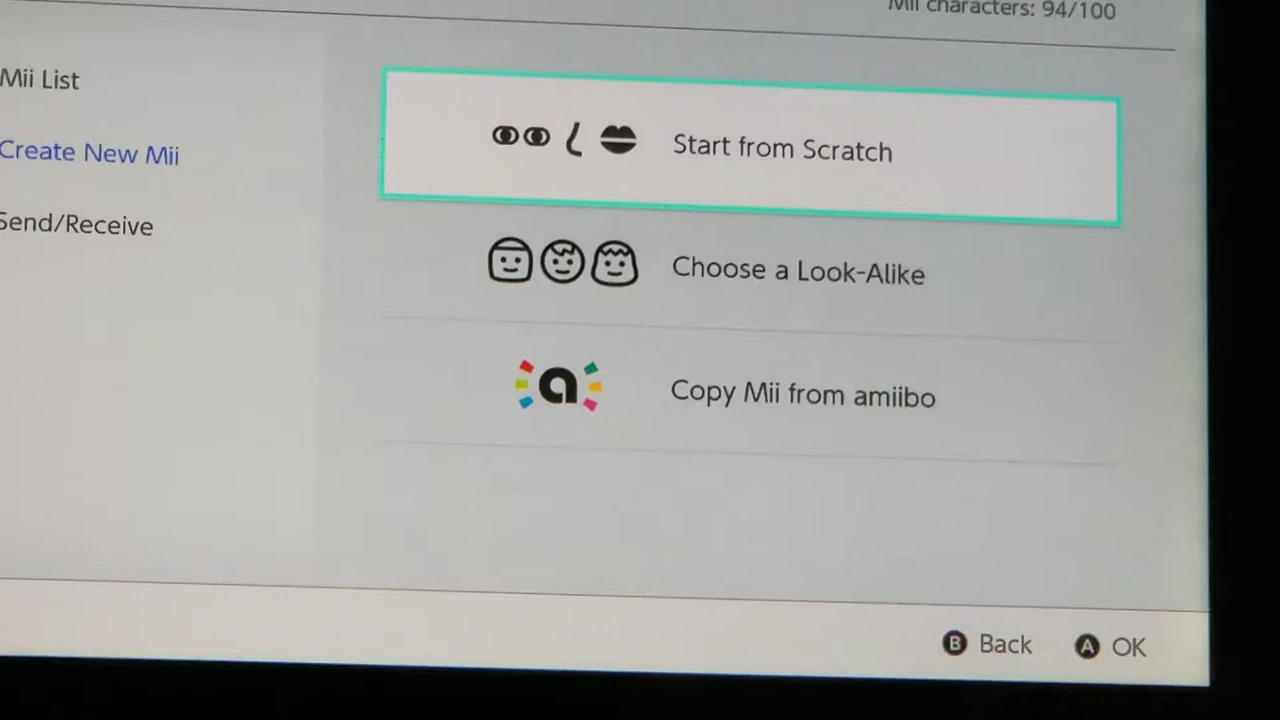 Mii characters: 94/100
Mii List
Create New Mii
Send/Receive
Start from Scratch
Choose a Look-Alike
a
Copy Mii from amiibo
B Back
A OK